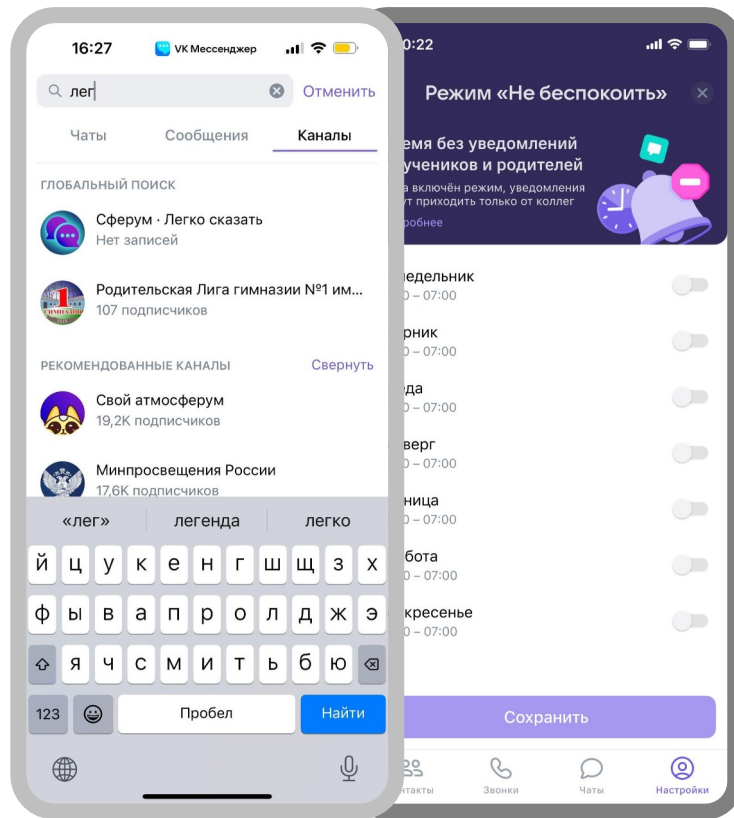 16:27
VK Мессенджер
лег
Отменить
Чаты
Сообщения
Каналы
ГЛОБАЛЬНЫЙ ПОИСК
Сферум · Легко сказать
Нет записей
Родительская Лига гимназии №1 им...
107 подписчиков
РЕКОМЕНДОВАННЫЕ КАНАЛЫ
Свернуть
Свой атмосферум
19,2K подписчиков
Минпросвещения России
17,6K подписчиков
«лег»
легенда
легко
й ц у к е н г ш щ з х
ф ы в а п р о л д ж э
я ч с м и т ь б ю
123
Пробел
Найти
0:22
Режим «Не беспокоить»
емя без уведомлений
учеников и родителей
а включён режим, уведомления
ут приходить только от коллег
робнее
недельник
0 – 07:00
рник
0 – 07:00
да
0 – 07:00
верг
0 – 07:00
ница
0 – 07:00
бота
0 – 07:00
кресенье
0 – 07:00
Сохранить
нтакты
Звонки
Чаты
Настройки